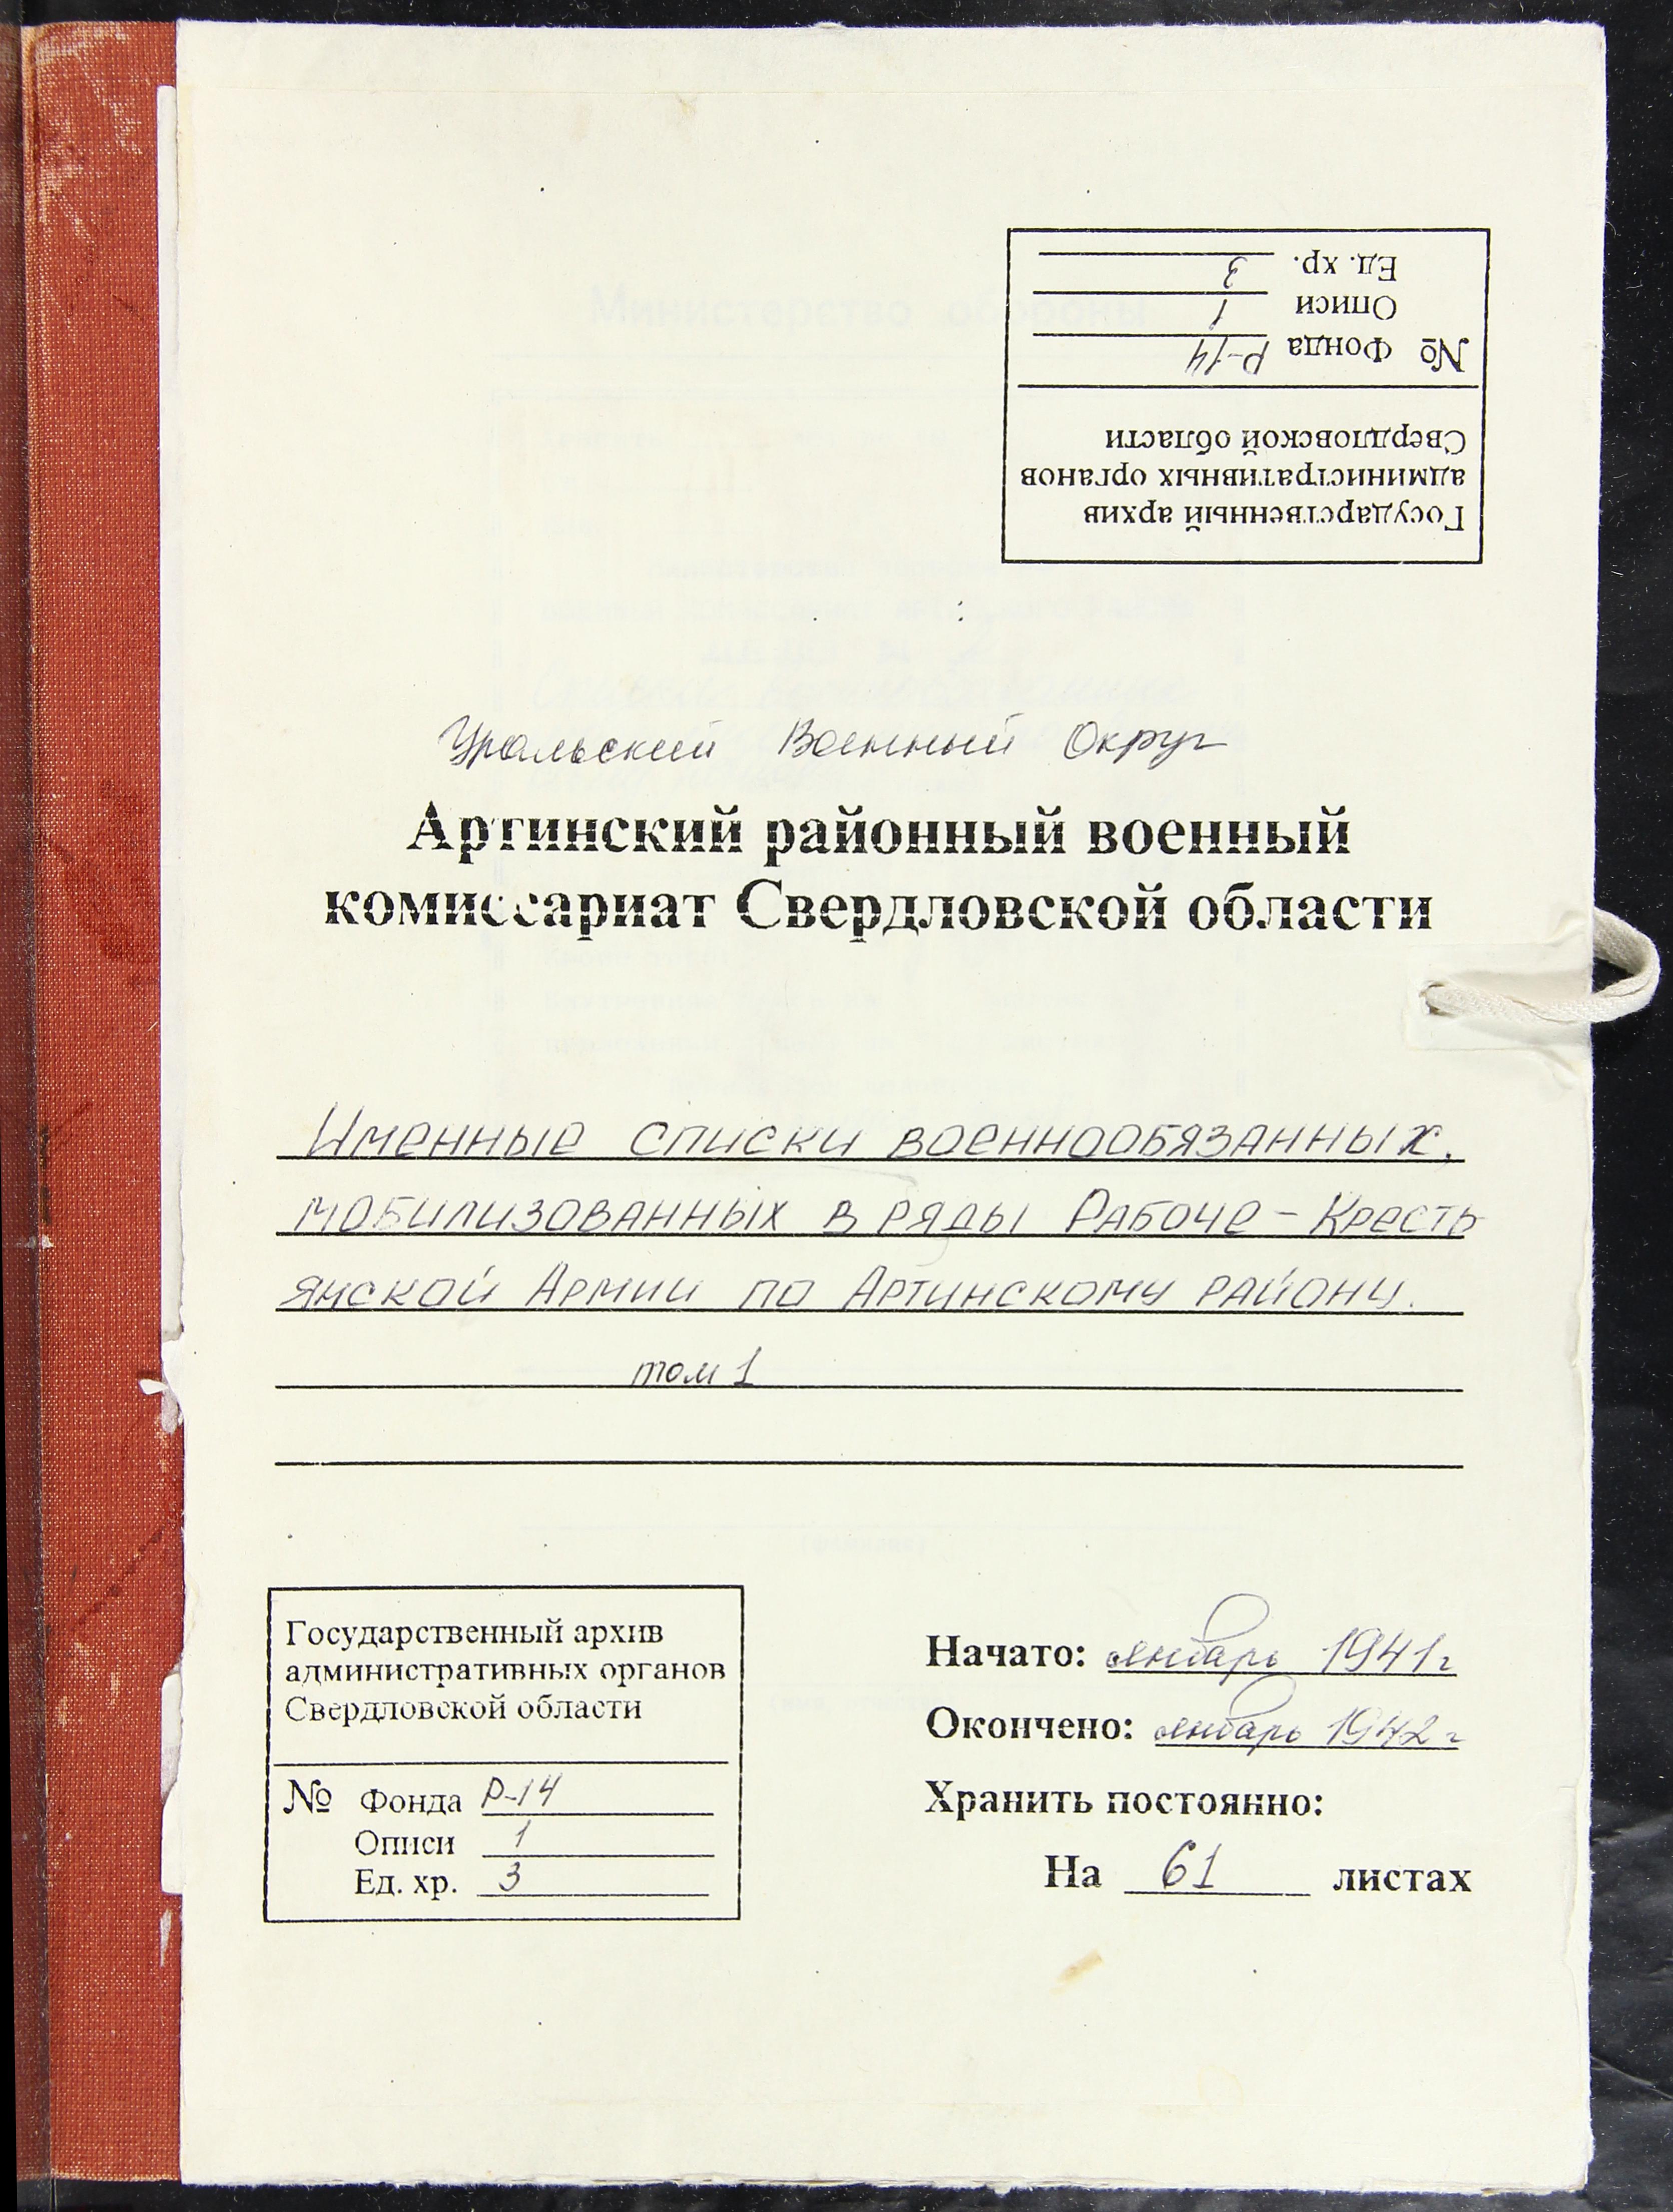 Государственный архив
административных органов
Свердловской области
№ Фонда Р-14
Описи 1
Ед. хр. 3
Уральский Военный Округ
Артинский районный военный
комиссариат Свердловской области
Именные списки военнообязанных,
мобилизованных в ряды Рабоче-Кресть
янской Армии по Артинскому району.
том 1
Государственный архив
административных органов
Свердловской области
№ Фонда Р-14
Описи 1
Ед. хр. 3
Начато: январь 1941 г
Окончено: январь 1942 г
Хранить постоянно:
На 61 листах